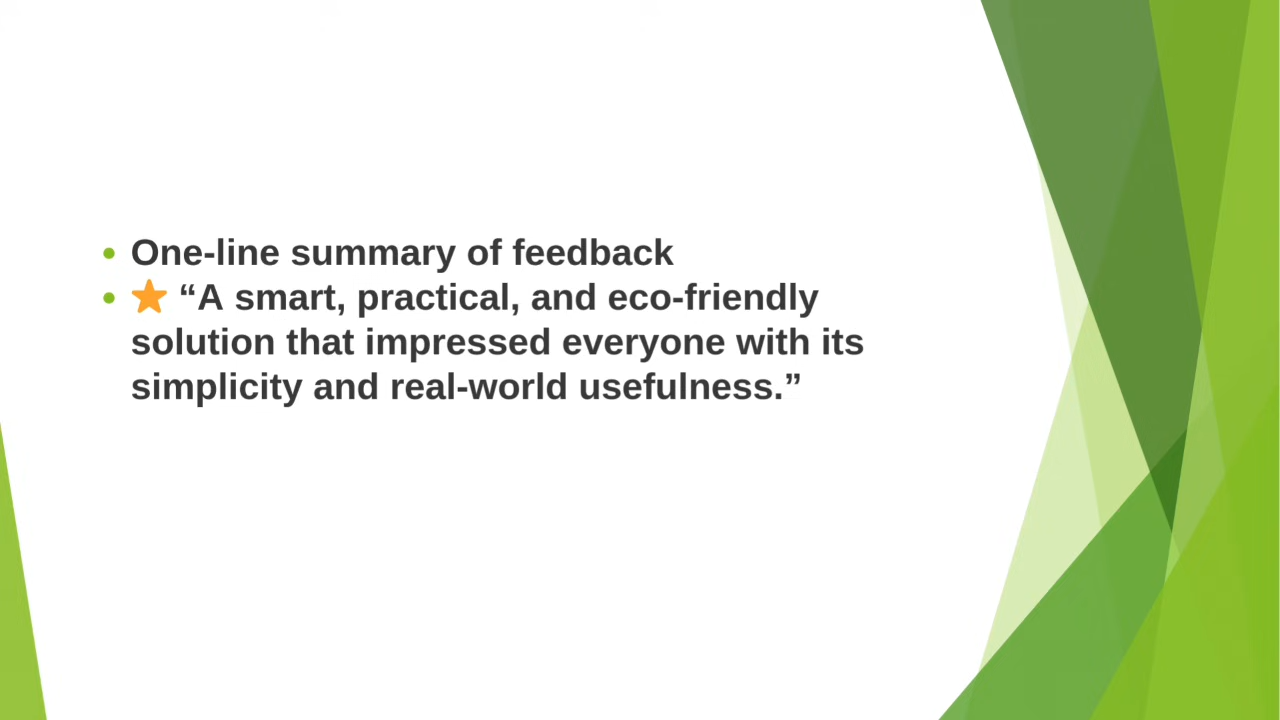 • One-line summary of feedback
• ⭐ “A smart, practical, and eco-friendly
solution that impressed everyone with its
simplicity and real-world usefulness.”